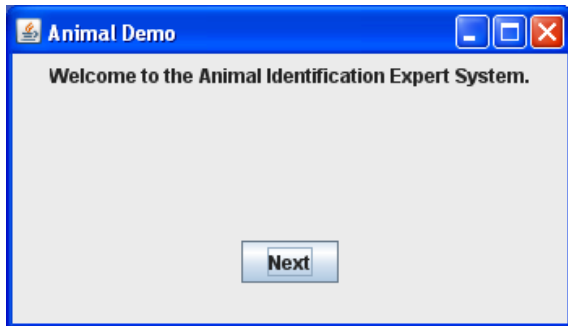 Animal Demo
Welcome to the Animal Identification Expert System.
Next